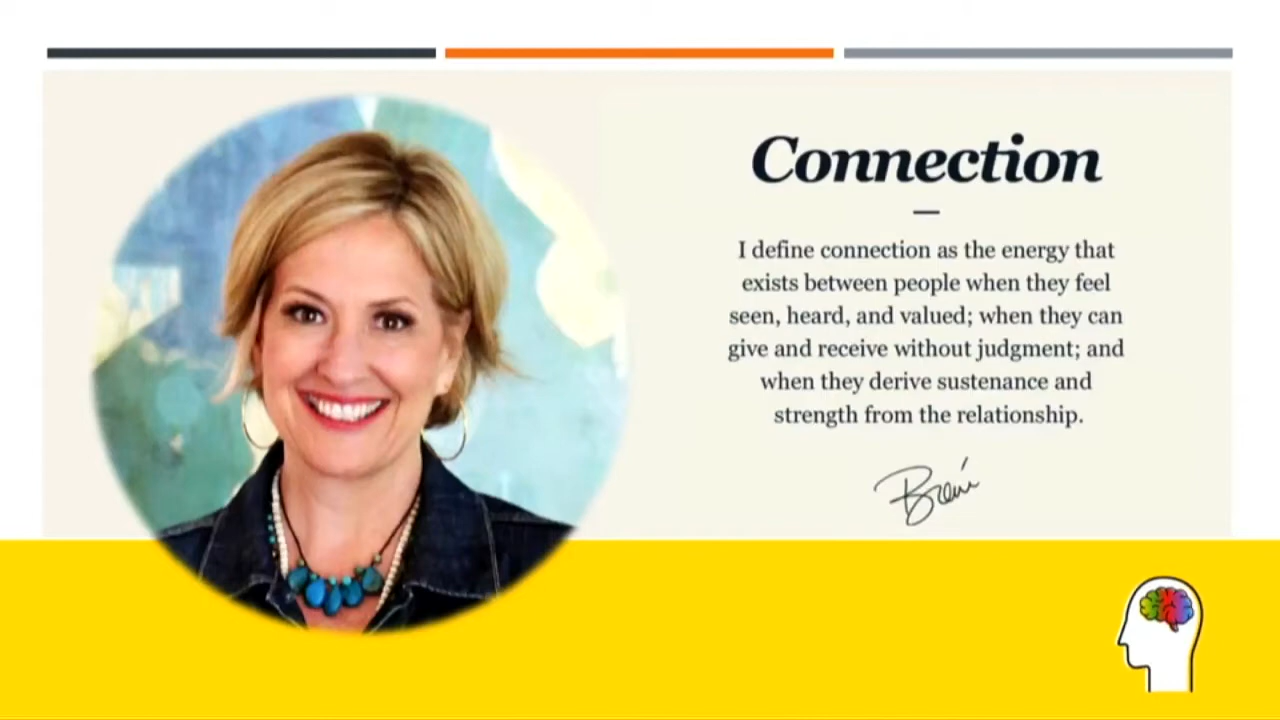 Connection
I define connection as the energy that
exists between people when they feel
seen, heard, and valued; when they can
give and receive without judgment; and
when they derive sustenance and
strength from the relationship.
Brené